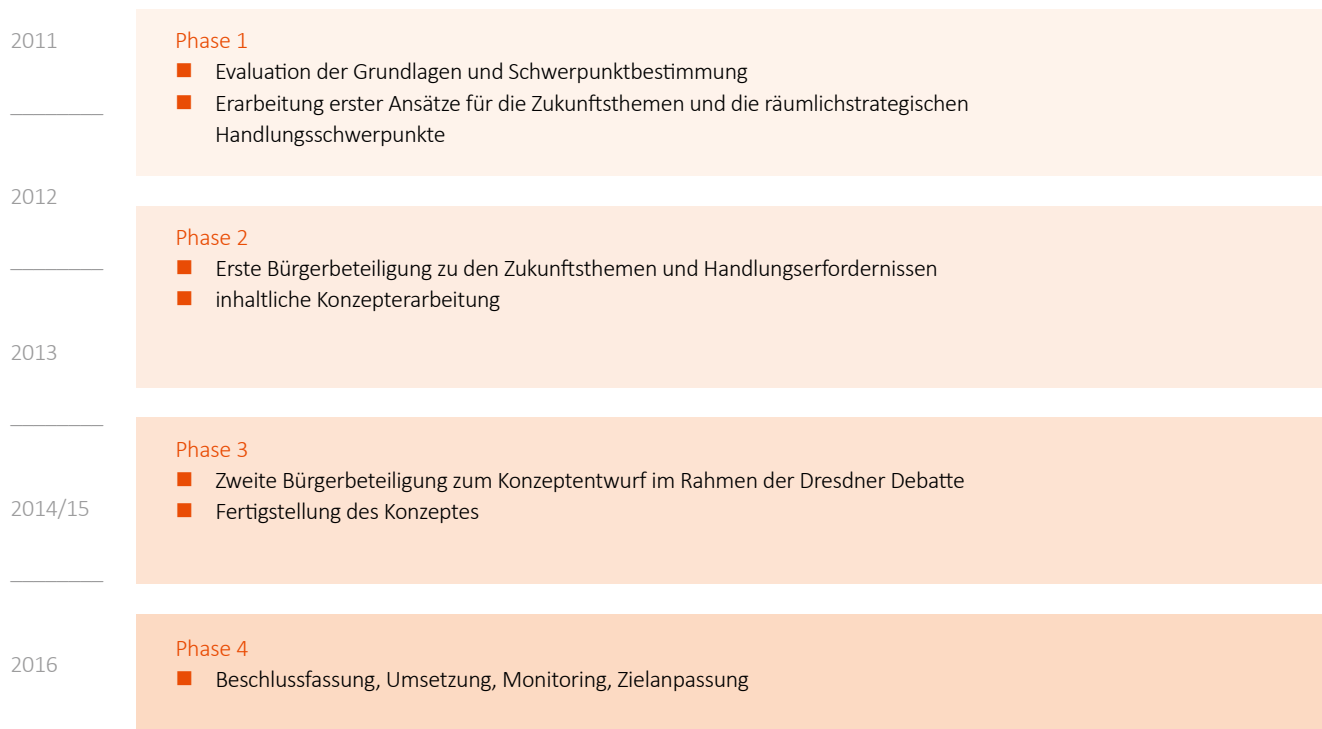 2011
Phase 1
Evaluation der Grundlagen und Schwerpunktbestimmung
Erarbeitung erster Ansätze für die Zukunftsthemen und die räumlichstrategischen
Handlungsschwerpunkte
2012
Phase 2
Erste Bürgerbeteiligung zu den Zukunftsthemen und Handlungserfordernissen
inhaltliche Konzepterarbeitung
2013
Phase 3
Zweite Bürgerbeteiligung zum Konzeptentwurf im Rahmen der Dresdner Debatte
2014/15
Fertigstellung des Konzeptes
Phase 4
2016
Beschlussfassung, Umsetzung, Monitoring, Zielanpassung